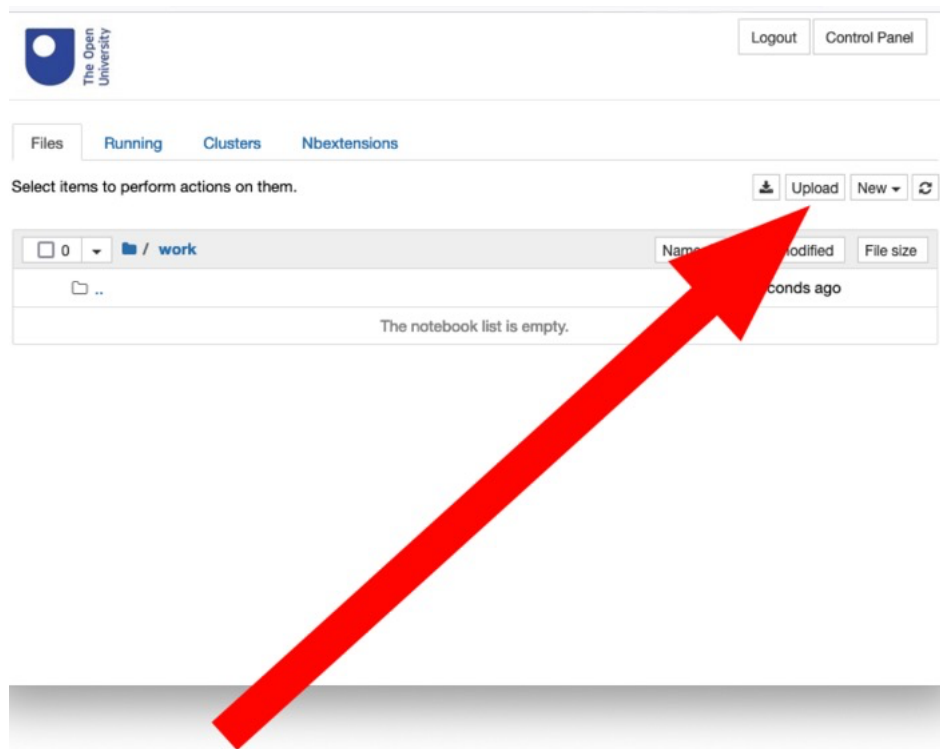 The Open
University
Logout Control Panel
Files Running Clusters Nbextensions
Select items to perform actions on them.
Upload New
0 / work
File size
..
ago
The notebook list is empty.